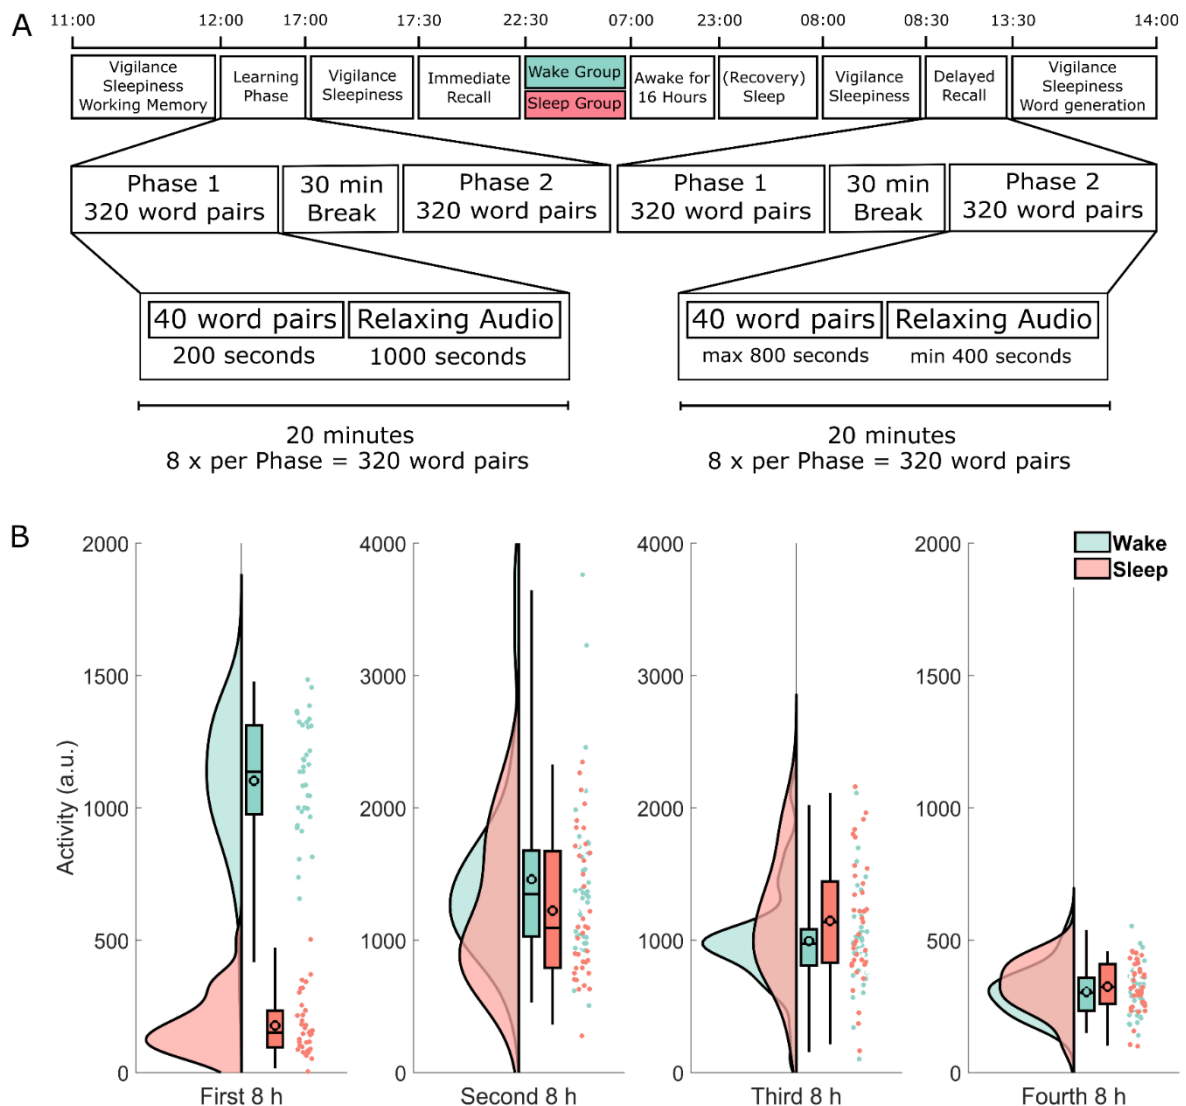 A
11:00 12:00 17:00 17:30 22:30 07:00 23:00 08:00 08:30 13:30 14:00
Vigilance
Sleepiness
Working Memory
Learning
Phase
Vigilance
Sleepiness
Immediate
Recall
Wake Group
Sleep Group
Awake for
16 Hours
(Recovery)
Sleep
Vigilance
Sleepiness
Delayed
Recall
Vigilance
Sleepiness
Word generation
Phase 1
320 word pairs
30 min
Break
Phase 2
320 word pairs
Phase 1
320 word pairs
30 min
Break
Phase 2
320 word pairs
40 word pairs
200 seconds
Relaxing Audio
1000 seconds
40 word pairs
max 800 seconds
Relaxing Audio
min 400 seconds
20 minutes
8 x per Phase = 320 word pairs
20 minutes
8 x per Phase = 320 word pairs
B
Activity (a.u.)
2000
1500
1000
500
0
First 8 h
4000
3000
2000
1000
0
Second 8 h
4000
3000
2000
1000
0
Third 8 h
2000
1500
1000
500
0
Fourth 8 h
Wake
Sleep